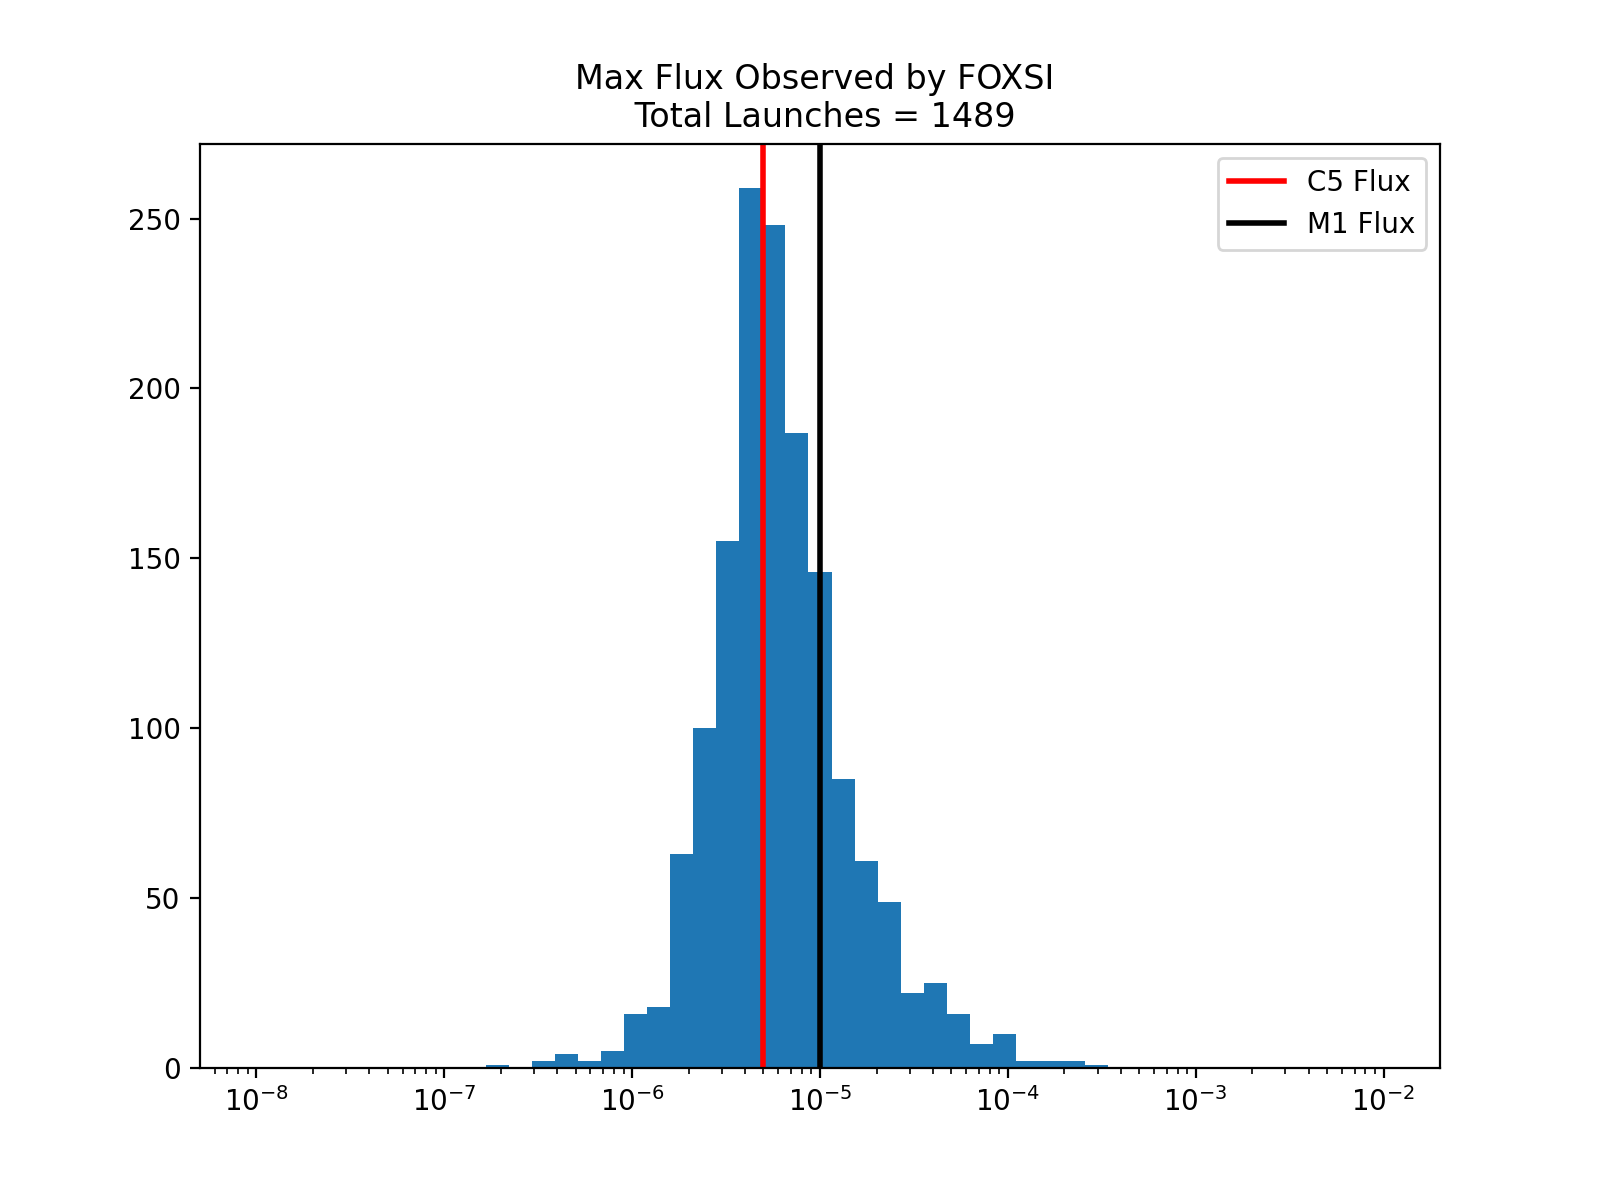 Max Flux Observed by FOXSI
Total Launches = 1489
C5 Flux
M1 Flux
250
200
150
100
50
0
10⁻⁸ 10⁻⁷ 10⁻⁶ 10⁻⁵ 10⁻⁴ 10⁻³ 10⁻²